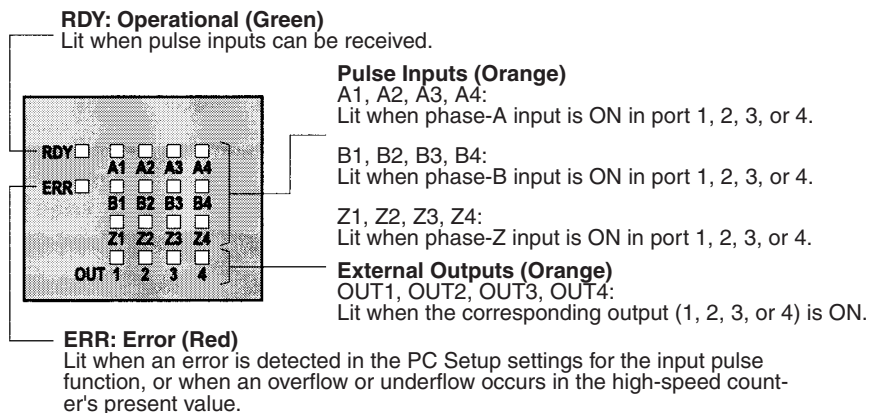 RDY: Operational (Green)
Lit when pulse inputs can be received.
Pulse Inputs (Orange)
A1, A2, A3, A4:
Lit when phase-A input is ON in port 1, 2, 3, or 4.
B1, B2, B3, B4:
Lit when phase-B input is ON in port 1, 2, 3, or 4.
Z1, Z2, Z3, Z4:
Lit when phase-Z input is ON in port 1, 2, 3, or 4.
External Outputs (Orange)
OUT1, OUT2, OUT3, OUT4:
Lit when the corresponding output (1, 2, 3, or 4) is ON.
RDY
A1 A2 A3 A4
ERR
B1 B2 B3 B4
Z1 Z2 Z3 Z4
OUT 1 2 3 4
ERR: Error (Red)
Lit when an error is detected in the PC Setup settings for the input pulse
function, or when an overflow or underflow occurs in the high-speed count-
er's present value.